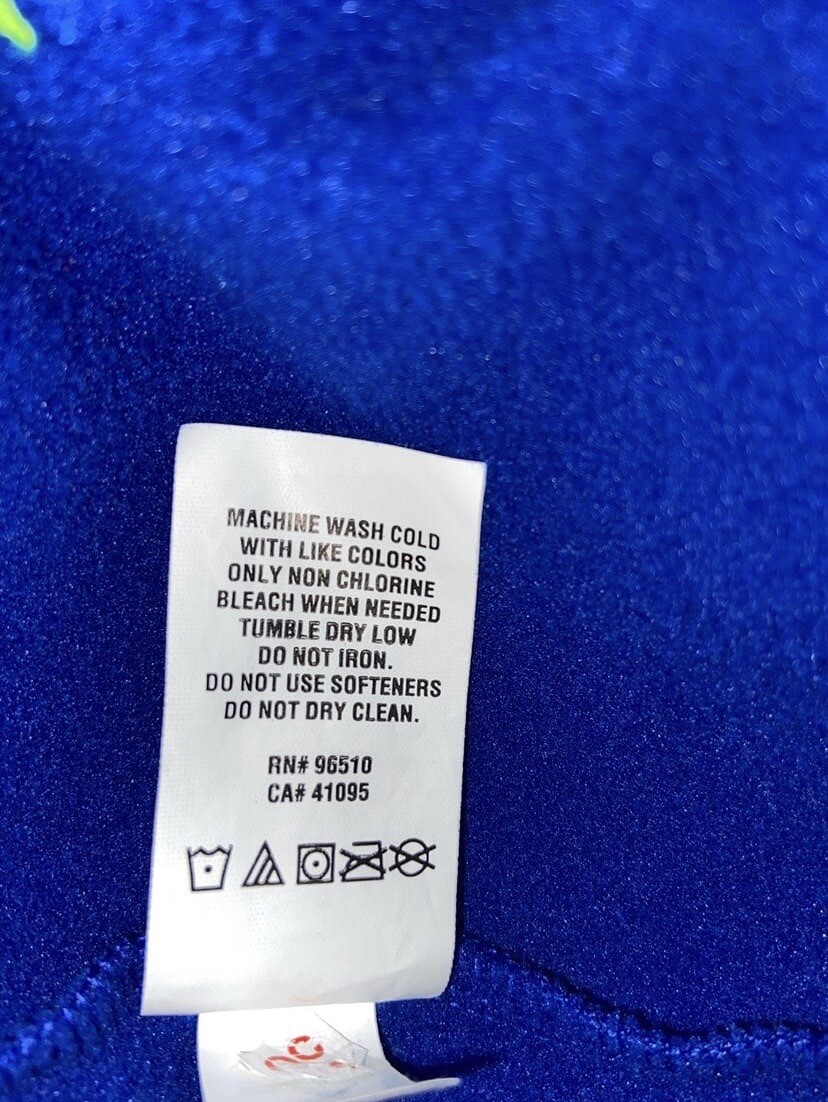 MACHINE WASH COLD
WITH LIKE COLORS
ONLY NON CHLORINE
BLEACH WHEN NEEDED
TUMBLE DRY LOW
DO NOT IRON.
DO NOT USE SOFTENERS
DO NOT DRY CLEAN.
RN# 96510
CA# 41095